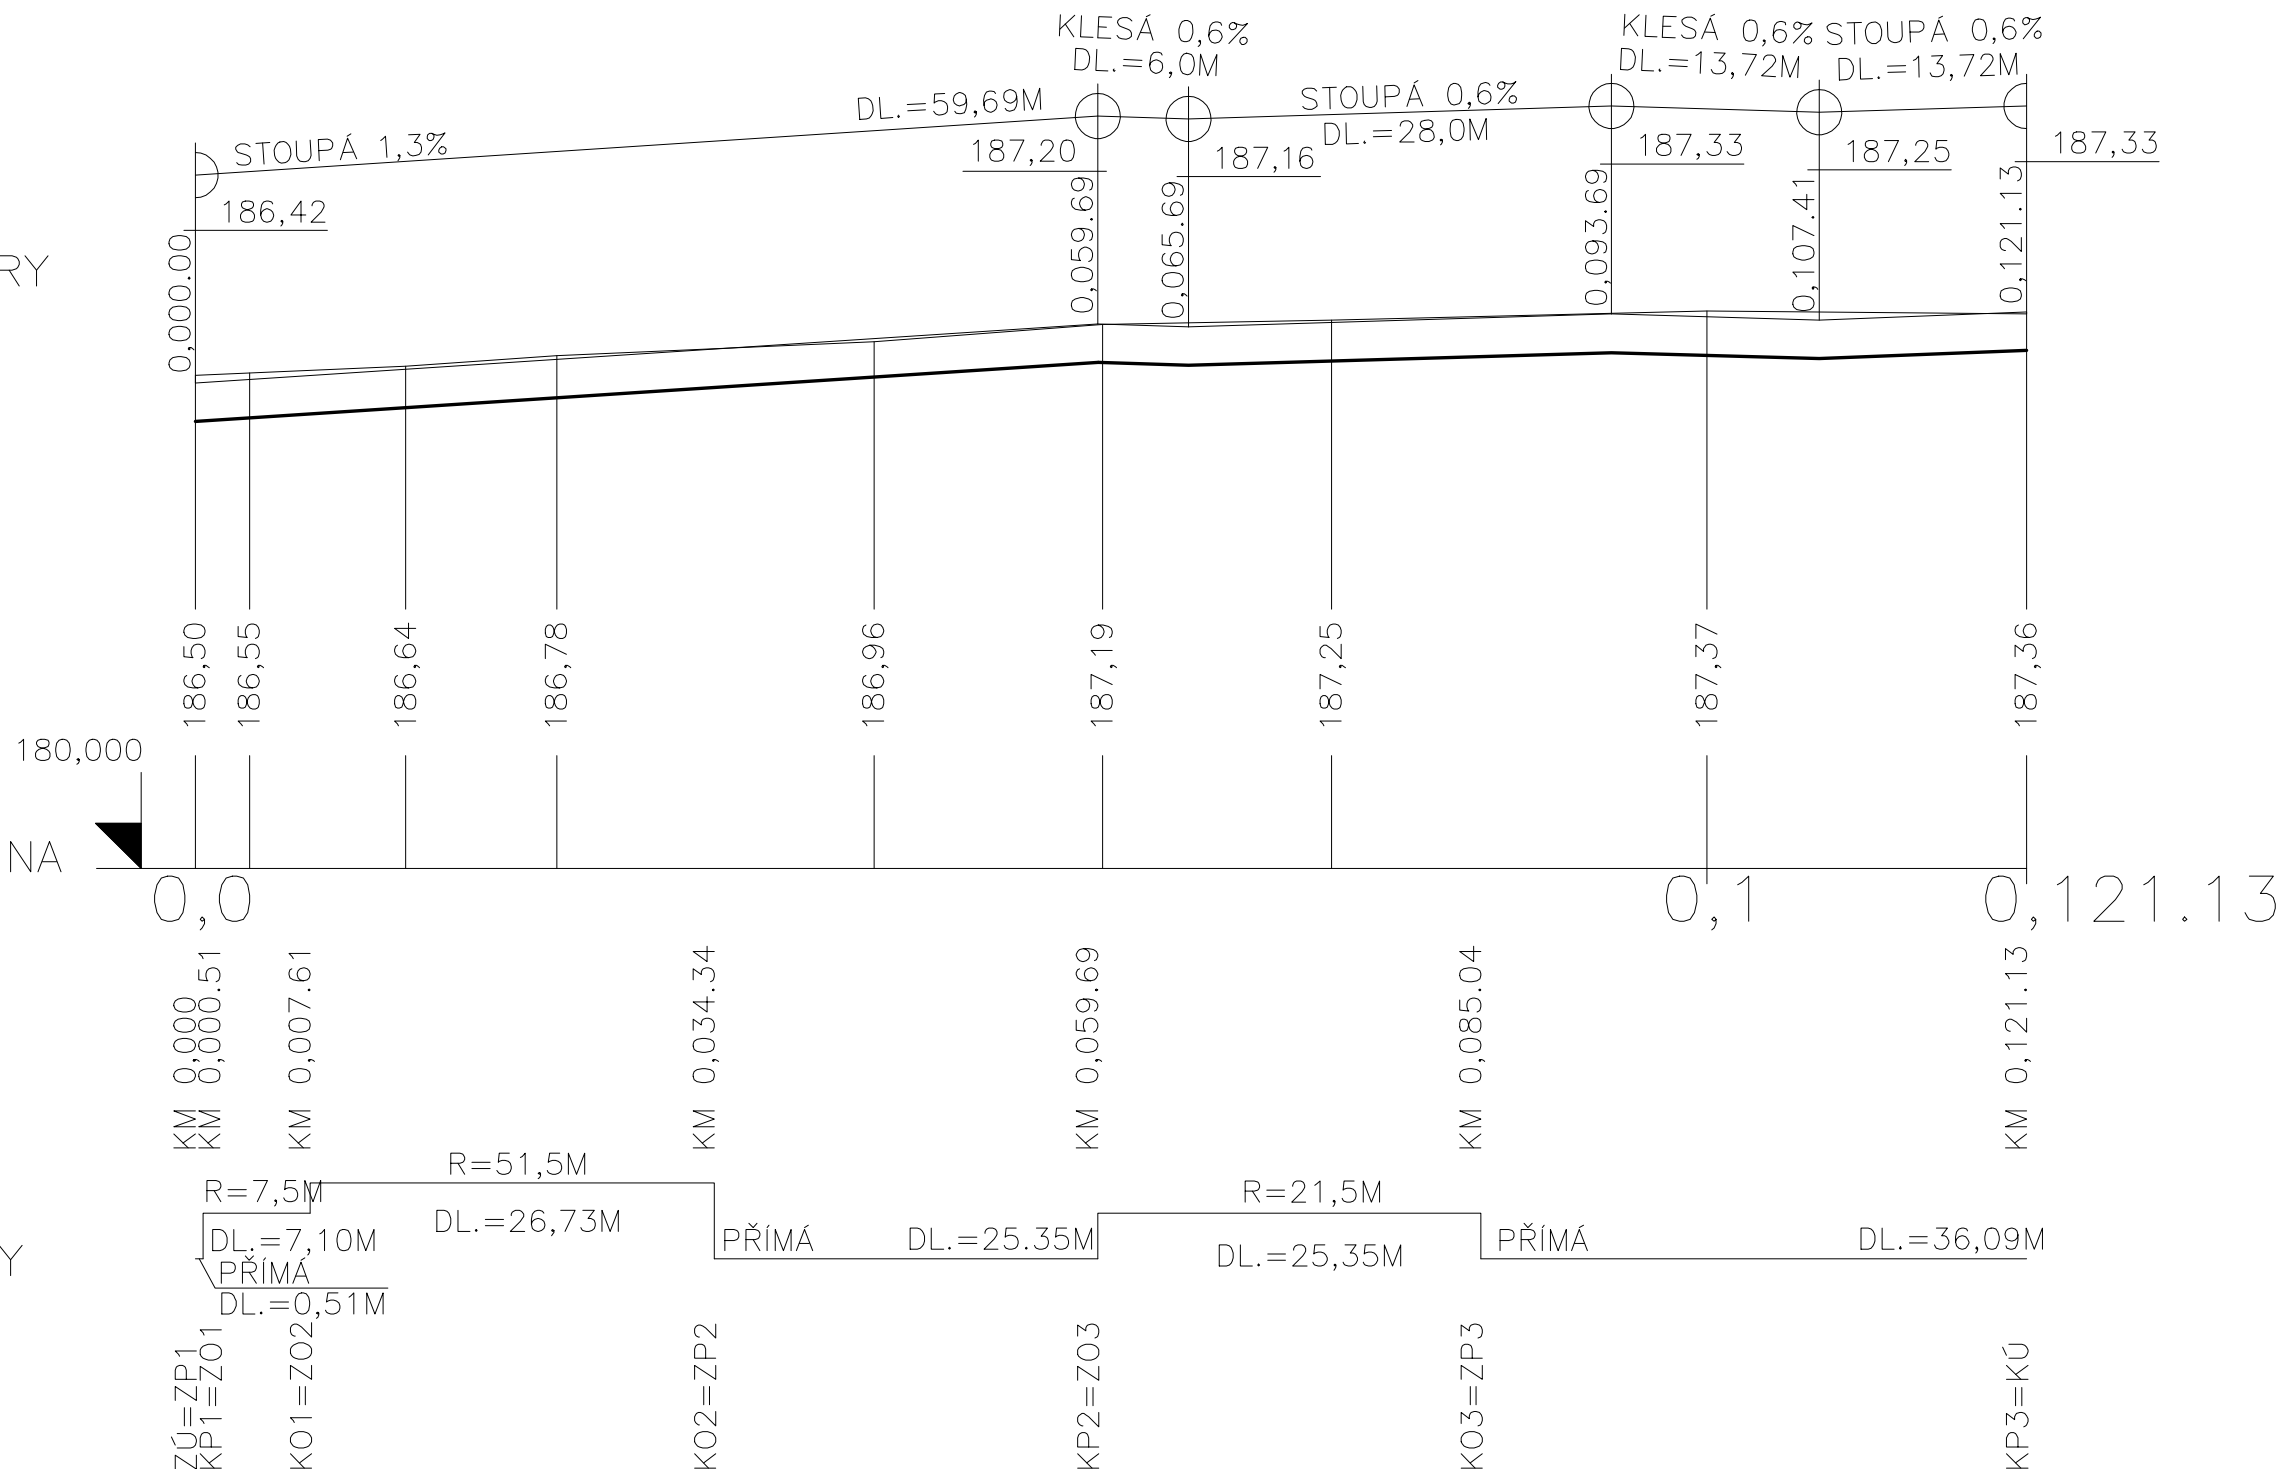 KLESÁ 0,6%
DL.=6,0M
KLESÁ 0,6%
DL.=13,72M
STOUPÁ 0,6%
DL.=13,72M
STOUPÁ 1,3%
DL.=59,69M
STOUPÁ 0,6%
DL.=28,0M
186,42
187,20
187,16
187,33
187,25
187,33
0,000.00
0,059.69
0,065.69
0,093.69
0,107.41
0,121.13
RY
186,50
186,55
186,64
186,78
186,96
187,19
187,25
187,37
187,36
180,000
NA
0,0
0,1
0,121.13
KM 0,000
KM 0,000.51
KM 0,007.61
KM 0,034.34
KM 0,059.69
KM 0,085.04
KM 0,121.13
R=7,5M
DL.=7,10M
R=51,5M
DL.=26,73M
PŘÍMÁ
DL.=25.35M
R=21,5M
DL.=25,35M
PŘÍMÁ
DL.=36,09M
Y
PŘÍMÁ
DL.=0,51M
ZÚ=ZP1
KP1=ZO1
KO1=ZO2
KO2=ZP2
KP2=ZO3
KO3=ZP3
KP3=KÚ